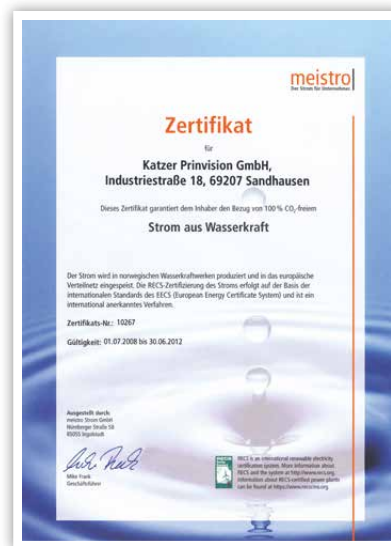 meistro
Der Strom für Unternehmen
Zertifikat
für
Katzer Prinvision GmbH,
Industriestraße 18, 69207 Sandhausen
Dieses Zertifikat garantiert dem Inhaber den Bezug von 100% CO₂-freiem
Strom aus Wasserkraft
Der Strom wird in norwegischen Wasserkraftwerken produziert und in das europäische
Verteilnetz eingespeist. Die RECS-Zertifizierung des Stroms erfolgt auf der Basis der
internationalen Standards des EECS (European Energy Certificate System) und ist ein
international anerkanntes Verfahren.
Zertifikats-Nr.: 10267
Gültigkeit: 01.07.2008 bis 30.06.2012
Ausgestellt durch:
meistro Strom GmbH
Nürnberger Straße 58
85055 Ingolstadt
Mike Frank
Geschäftsführer
RECS is an international renewable electricity
certification system. More information about
RECS and the system at http://www.recs.org.
Information about RECS-certified power plants
can be found at https://www.recscmo.org